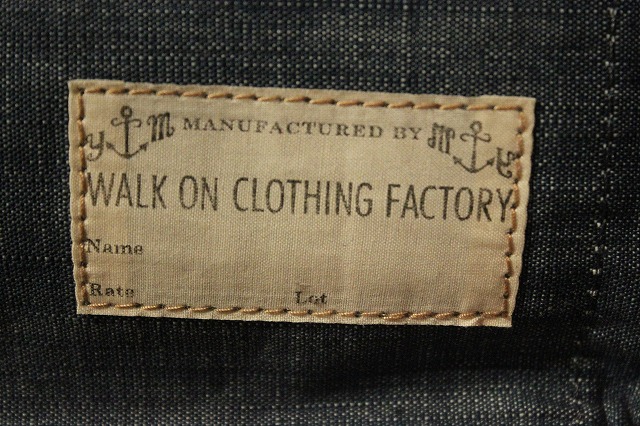 y M MANUFACTURED BY M y
WALK ON CLOTHING FACTORY
Name
Rate Lot